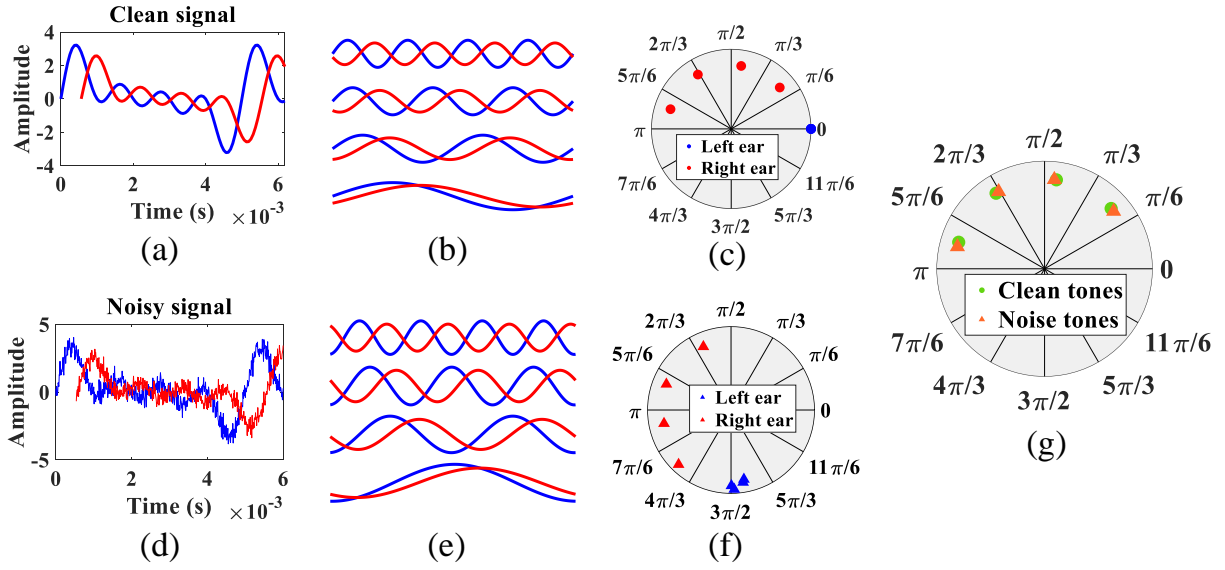 Clean signal
Amplitude
4
2
0
-2
-4
0
2
4
6
Time (s)
×10⁻³
(a)
(b)
π/2
2π/3
π/3
5π/6
π/6
π
0
Left ear
Right ear
7π/6
11π/6
4π/3
5π/3
3π/2
(c)
Noisy signal
Amplitude
5
0
-5
0
2
4
6
Time (s)
×10⁻³
(d)
(e)
π/2
2π/3
π/3
5π/6
π/6
π
0
Left ear
Right ear
7π/6
11π/6
4π/3
5π/3
3π/2
(f)
π/2
2π/3
π/3
5π/6
π/6
π
0
Clean tones
Noise tones
7π/6
11π/6
4π/3
5π/3
3π/2
(g)